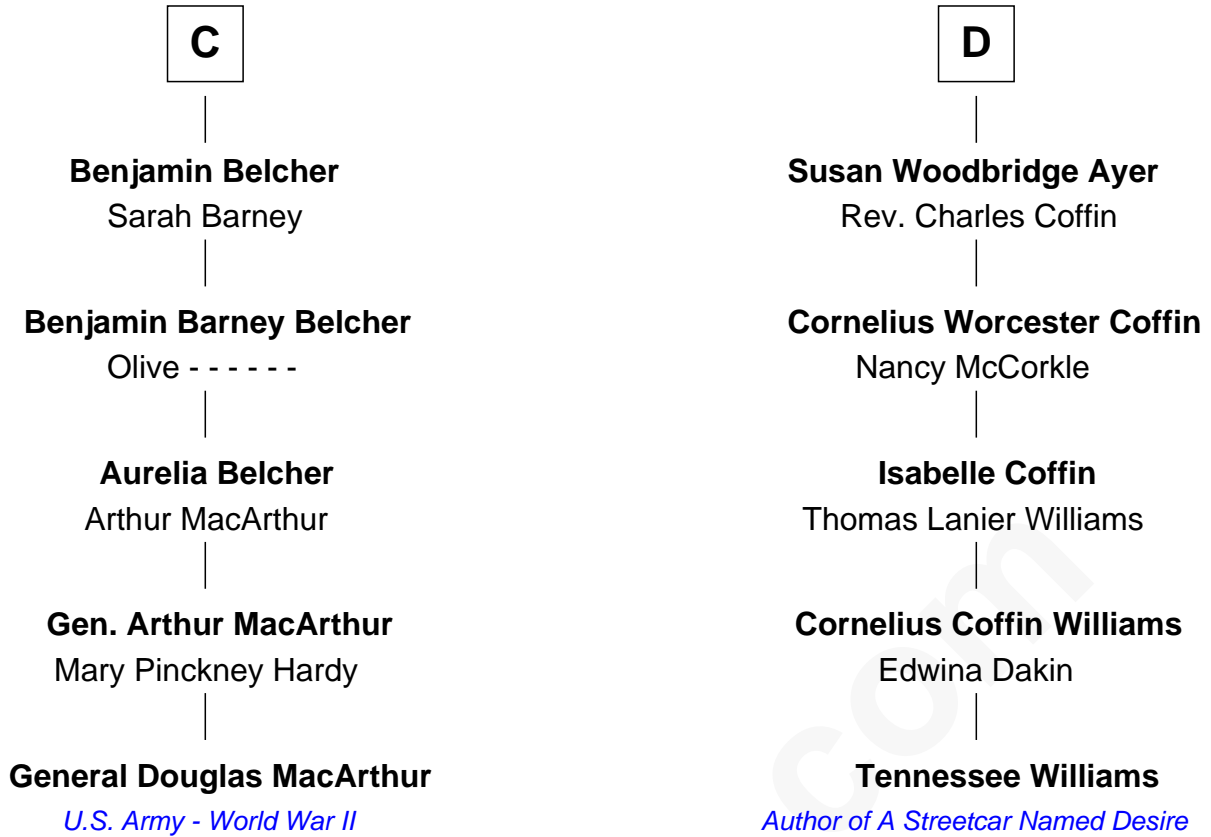 C
Benjamin Belcher
Sarah Barney
Benjamin Barney Belcher
Olive - - - - - -
Aurelia Belcher
Arthur MacArthur
Gen. Arthur MacArthur
Mary Pinckney Hardy
General Douglas MacArthur
U.S. Army - World War II
D
Susan Woodbridge Ayer
Rev. Charles Coffin
Cornelius Worcester Coffin
Nancy McCorkle
Isabelle Coffin
Thomas Lanier Williams
Cornelius Coffin Williams
Edwina Dakin
Tennessee Williams
Author of A Streetcar Named Desire
com